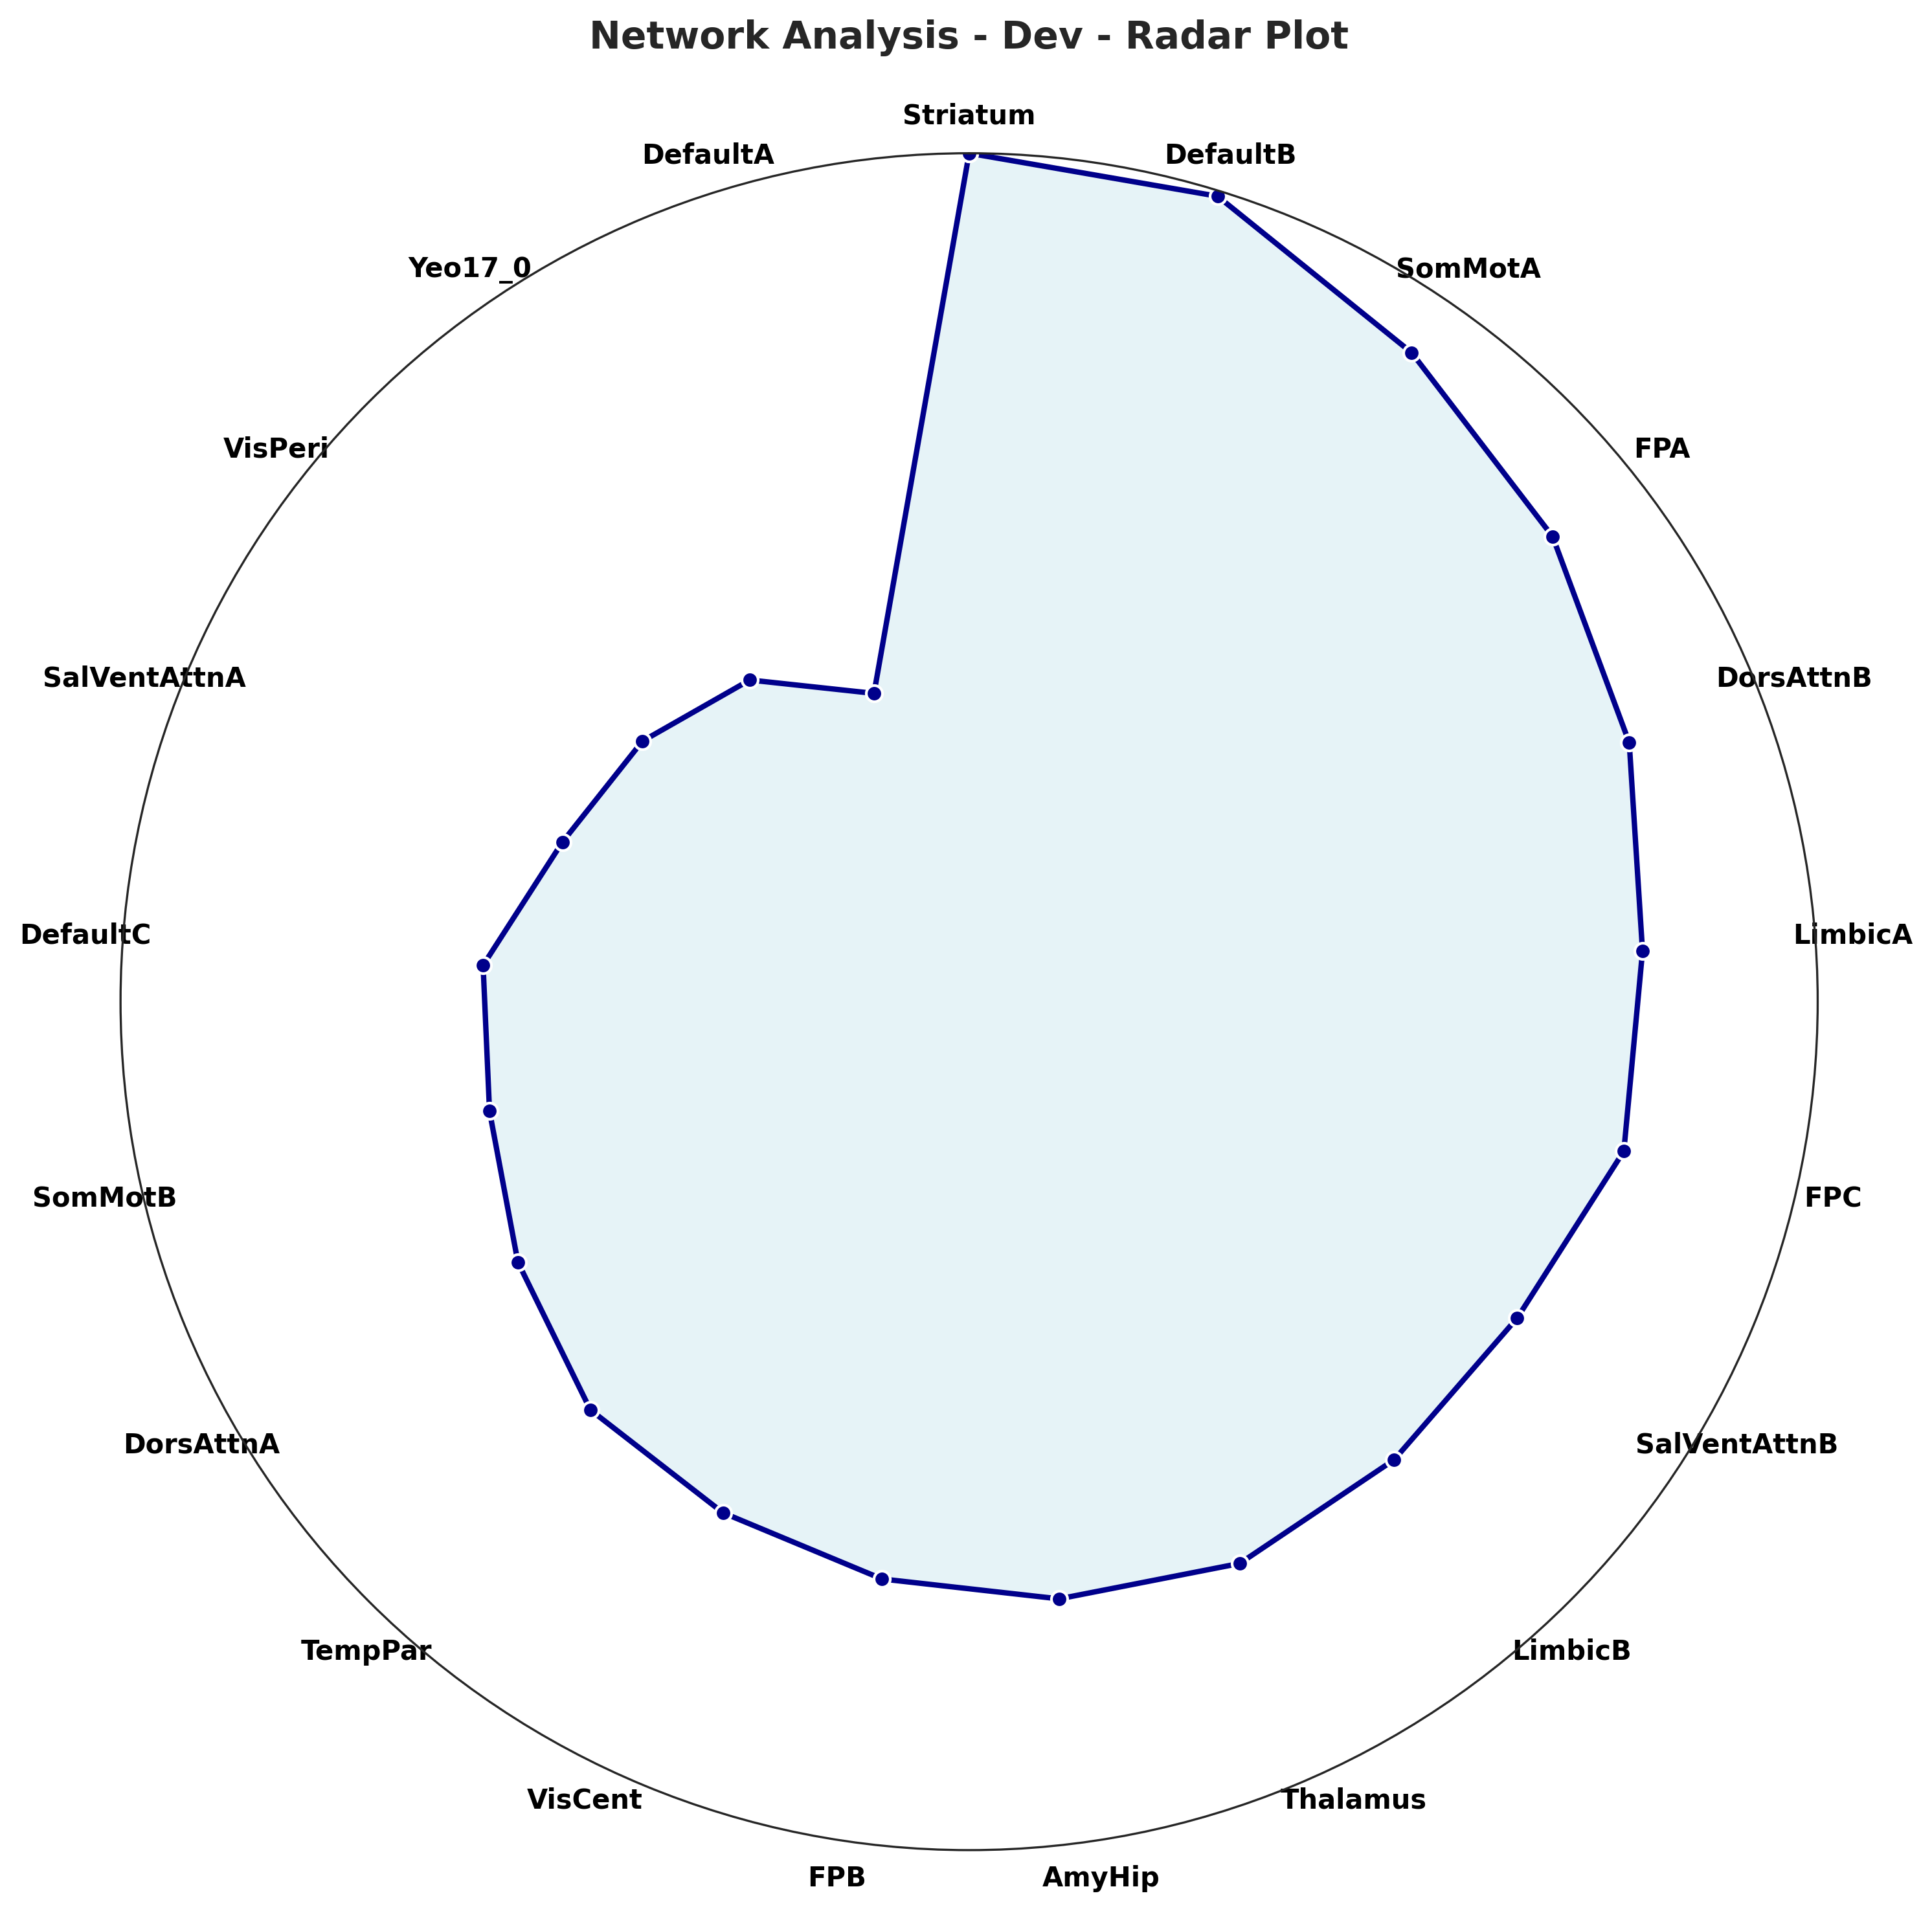 Network Analysis - Dev - Radar Plot
Striatum
DefaultB
SomMotA
FPA
DorsAttnB
LimbicA
FPC
SalVentAttnB
LimbicB
Thalamus
AmyHip
FPB
VisCent
TempPar
DorsAttnA
SomMotB
DefaultC
SalVentAttnA
VisPeri
Yeo17_0
DefaultA